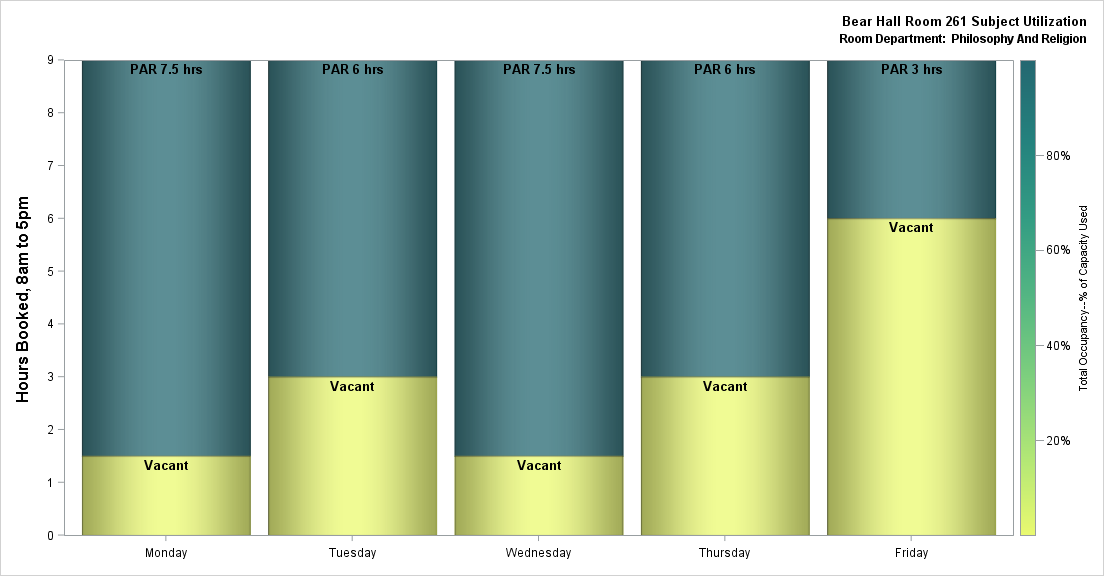 Bear Hall Room 261 Subject Utilization
Room Department: Philosophy And Religion
Hours Booked, 8am to 5pm
9
8
7
6
5
4
3
2
1
0
PAR 7.5 hrs
PAR 6 hrs
PAR 7.5 hrs
PAR 6 hrs
PAR 3 hrs
Vacant
Vacant
Vacant
Vacant
Vacant
Monday
Tuesday
Wednesday
Thursday
Friday
80%
60%
40%
20%
Total Occupancy--% of Capacity Used